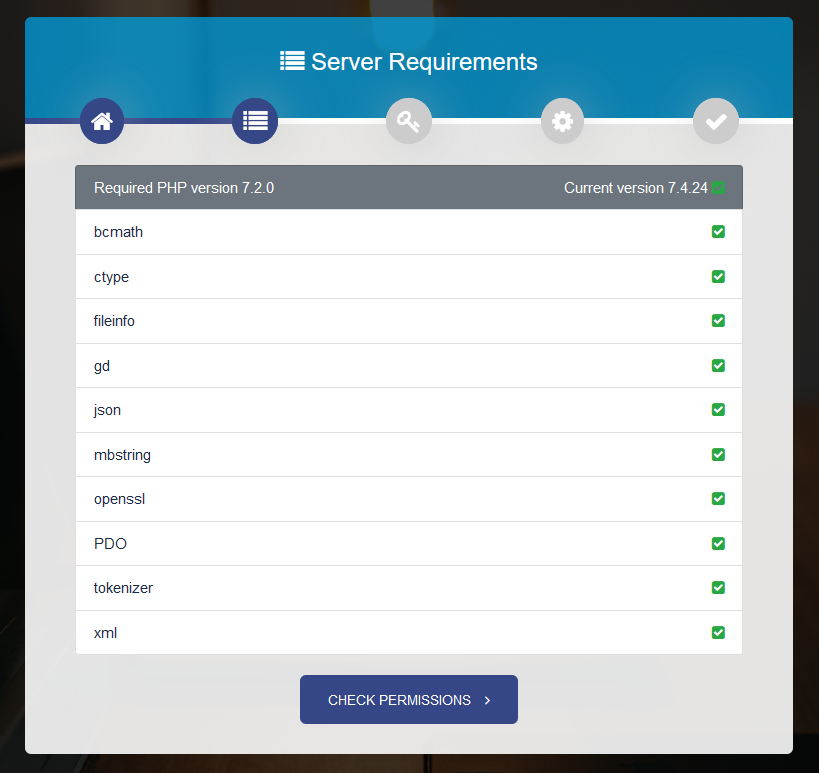 Server Requirements
Required PHP version 7.2.0 Current version 7.4.24
bcmath
ctype
fileinfo
gd
json
mbstring
openssl
PDO
tokenizer
xml
CHECK PERMISSIONS